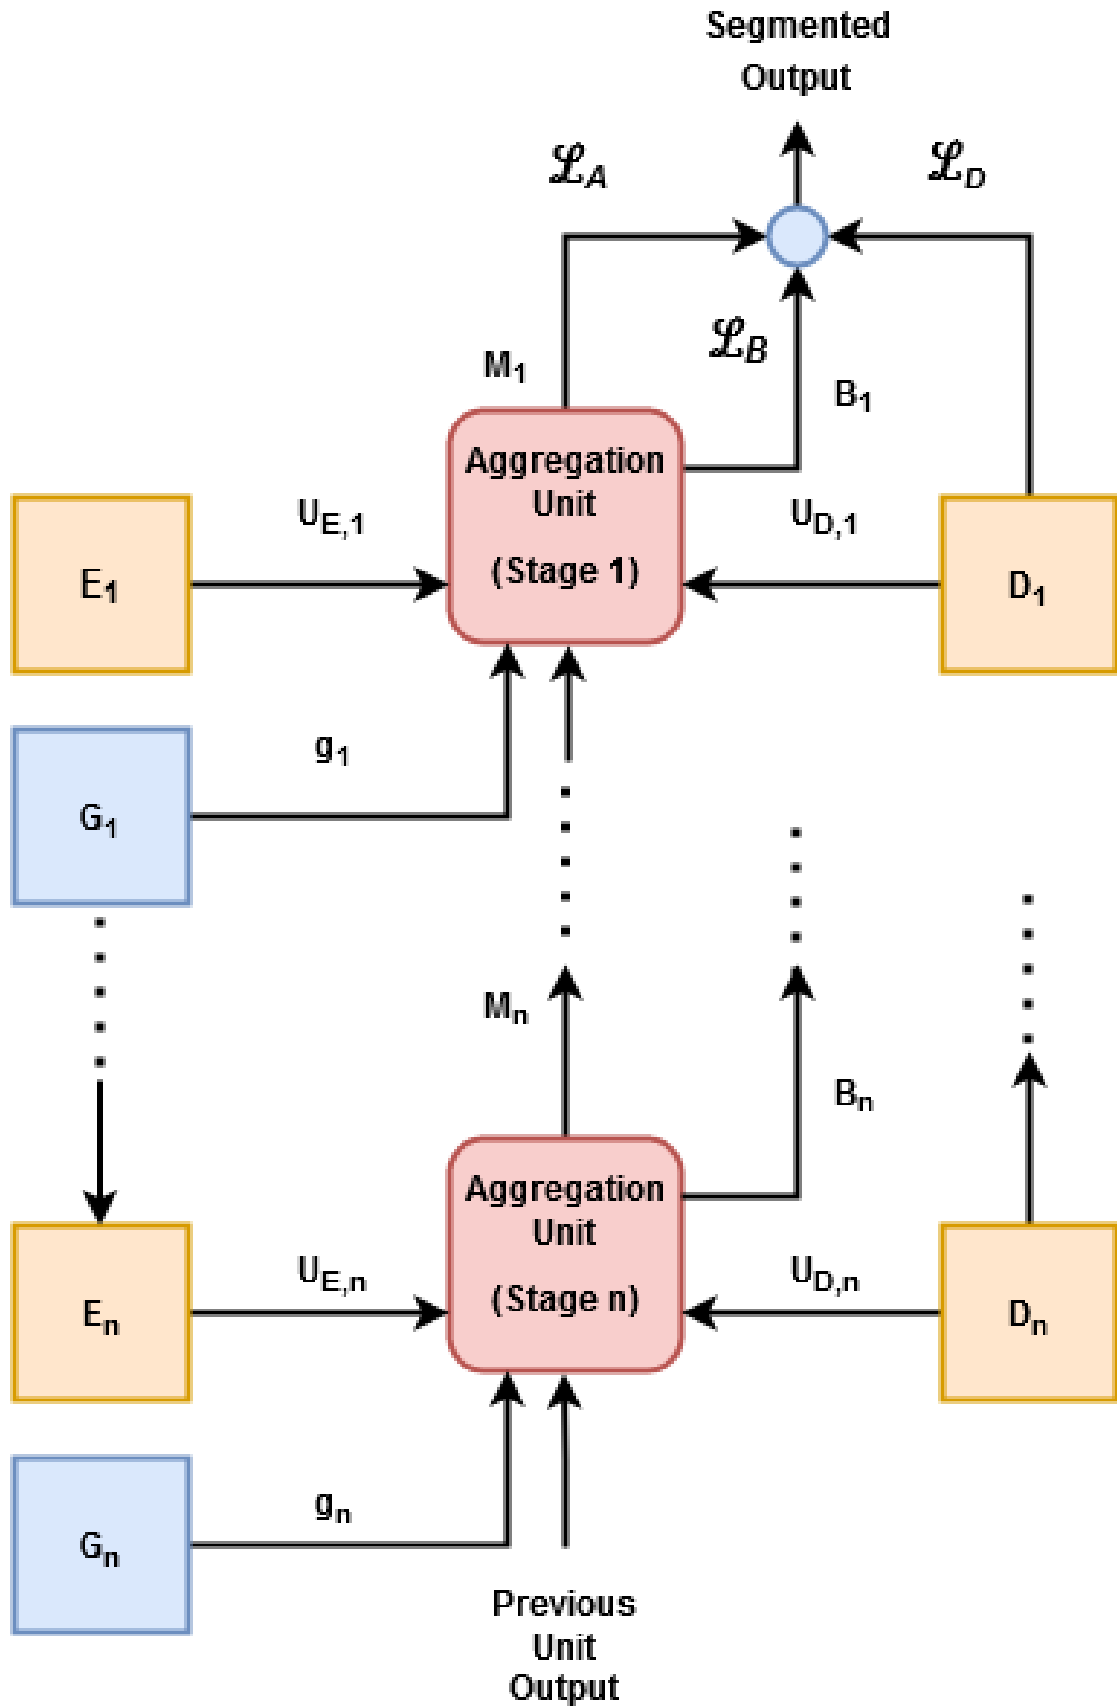 Segmented
Output
ℒA
ℒD
ℒB
M1
B1
Aggregation
Unit
(Stage 1)
UE,1
UD,1
E1
D1
g1
G1
Mn
Bn
Aggregation
Unit
(Stage n)
UE,n
UD,n
En
Dn
gn
Gn
Previous
Unit
Output